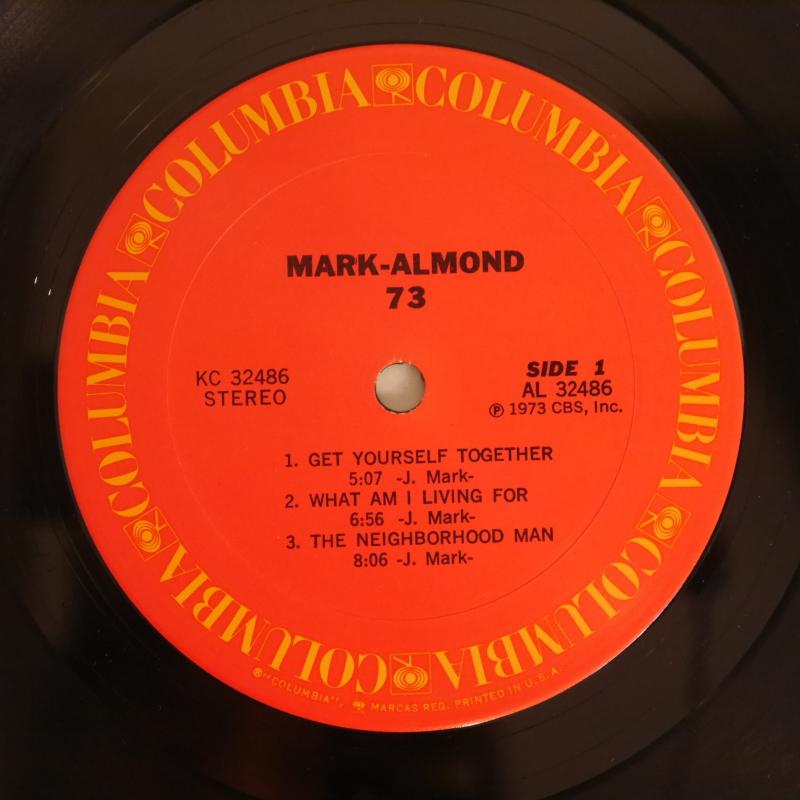 COLUMBIA COLUMBIA COLUMBIA COLUMBIA COLUMBIA COLUMBIA COLUMBIA COLUMBIA
MARK-ALMOND
73
KC 32486
STEREO
SIDE 1
AL 32486
℗ 1973 CBS, Inc.
1. GET YOURSELF TOGETHER
5:07 -J. Mark-
2. WHAT AM I LIVING FOR
6:56 -J. Mark-
3. THE NEIGHBORHOOD MAN
8:06 -J. Mark-
® "COLUMBIA", MARCAS REG. PRINTED IN U.S.A.